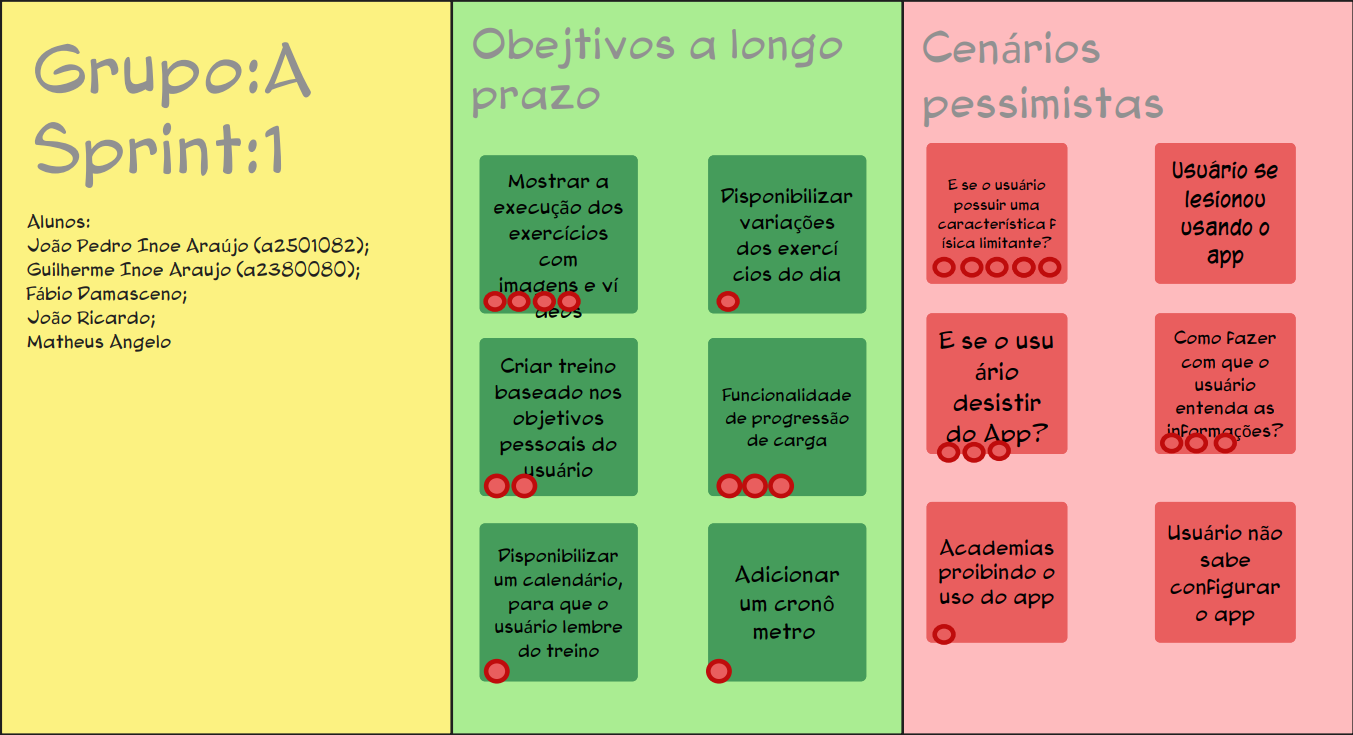 Grupo:A
Sprint:1
Alunos:
João Pedro Inoe Araújo (a2501082);
Guilherme Inoe Araujo (a2380080);
Fábio Damasceno;
João Ricardo;
Matheus Angelo
Obejtivos a longo
prazo
Mostrar a
execução dos
exercícios
com
imagens e ví
deos
Disponibilizar
variações
dos exercí
cios do dia
Criar treino
baseado nos
objetivos
pessoais do
usuário
Funcionalidade
de progressão
de carga
Disponibilizar
um calendário,
para que o
usuário lembre
do treino
Adicionar
um cronô
metro
Cenários
pessimistas
E se o usuário
possuir uma
característica f
ísica limitante?
Usuário se
lesionou
usando o
app
E se o usu
ário
desistir
do App?
Como fazer
com que o
usuário
entenda as
informações?
Academias
proibindo o
uso do app
Usuário não
sabe
configurar
o app